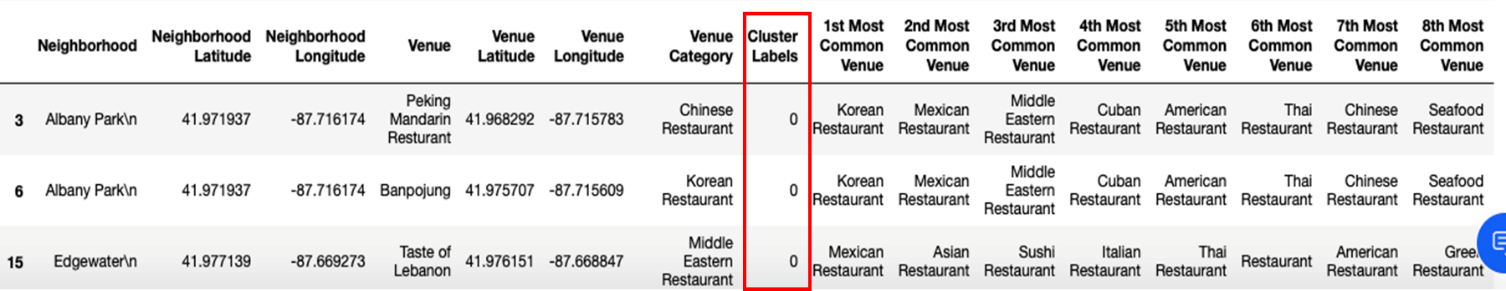 Neighborhood Neighborhood Latitude Neighborhood Longitude Venue Venue Latitude Venue Longitude Venue Category Cluster Labels 1st Most Common Venue 2nd Most Common Venue 3rd Most Common Venue 4th Most Common Venue 5th Most Common Venue 6th Most Common Venue 7th Most Common Venue 8th Most Common Venue
3 Albany Park\n 41.971937 -87.716174 Peking Mandarin Resturant 41.968292 -87.715783 Chinese Restaurant 0 Korean Restaurant Mexican Restaurant Middle Eastern Restaurant Cuban Restaurant American Restaurant Thai Restaurant Chinese Restaurant Seafood Restaurant
6 Albany Park\n 41.971937 -87.716174 Banpojung 41.975707 -87.715609 Korean Restaurant 0 Korean Restaurant Mexican Restaurant Middle Eastern Restaurant Cuban Restaurant American Restaurant Thai Restaurant Chinese Restaurant Seafood Restaurant
15 Edgewater\n 41.977139 -87.669273 Taste of Lebanon 41.976151 -87.668847 Middle Eastern Restaurant 0 Mexican Restaurant Asian Restaurant Sushi Restaurant Italian Restaurant Thai Restaurant Restaurant American Restaurant Restaurant